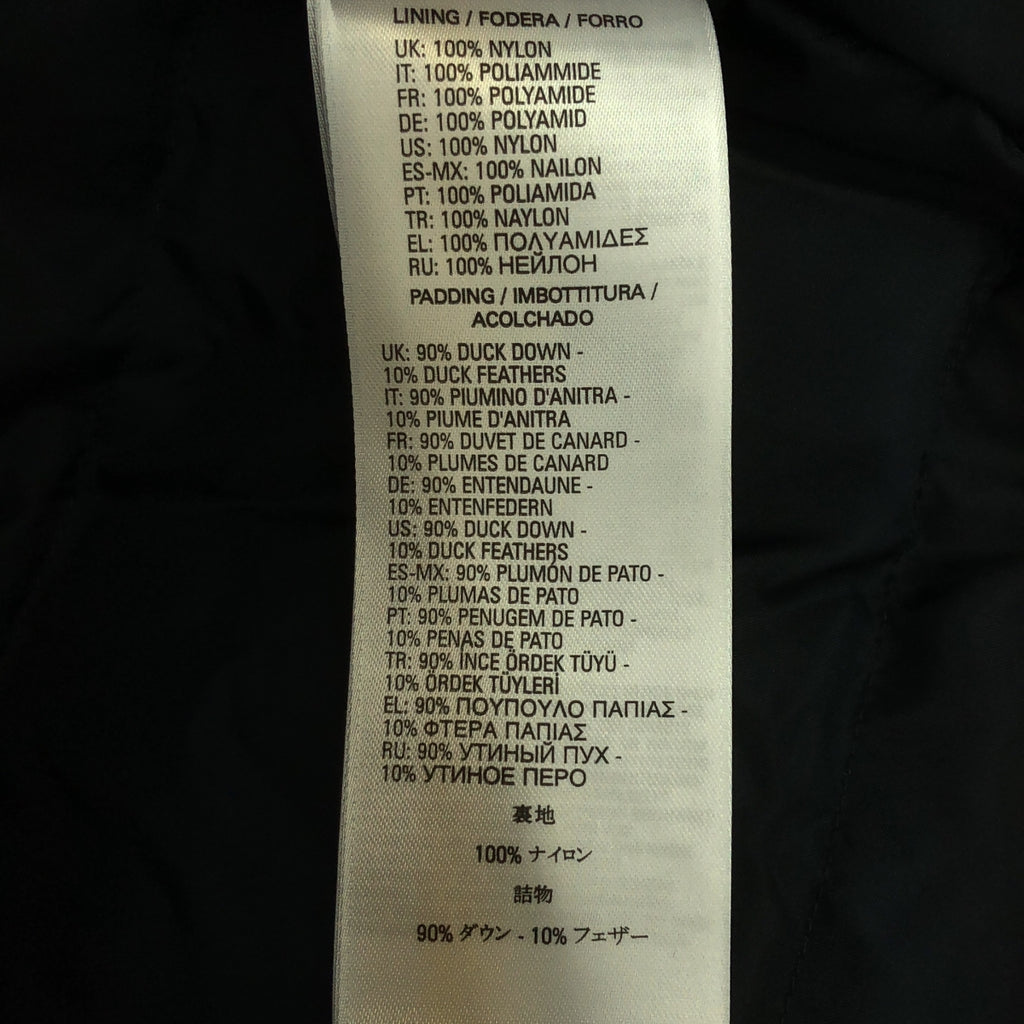 LINING / FODERA / FORRO
UK: 100% NYLON
IT: 100% POLIAMMIDE
FR: 100% POLYAMIDE
DE: 100% POLYAMID
US: 100% NYLON
ES-MX: 100% NAILON
PT: 100% POLIAMIDA
TR: 100% NAYLON
EL: 100% ΠΟΛΥΑΜΙΔΕΣ
RU: 100% НЕЙЛОН
PADDING / IMBOTTITURA /
ACOLCHADO
UK: 90% DUCK DOWN -
10% DUCK FEATHERS
IT: 90% PIUMINO D'ANITRA -
10% PIUME D'ANITRA
FR: 90% DUVET DE CANARD -
10% PLUMES DE CANARD
DE: 90% ENTENDAUNE -
10% ENTENFEDERN
US: 90% DUCK DOWN -
10% DUCK FEATHERS
ES-MX: 90% PLUMÓN DE PATO -
10% PLUMAS DE PATO
PT: 90% PENUGEM DE PATO -
10% PENAS DE PATO
TR: 90% İNCE ÖRDEK TÜYÜ -
10% ÖRDEK TÜYLERİ
EL: 90% ΠΟΥΠΟΥΛΟ ΠΑΠΙΑΣ -
10% ΦΤΕΡΑ ΠΑΠΙΑΣ
RU: 90% УТИНЫЙ ПУХ -
10% УТИНОЕ ПЕРО
裏地
100% ナイロン
詰物
90% ダウン - 10% フェザー